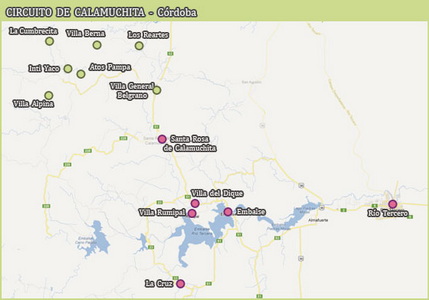 CIRCUITO DE CALAMUCHITA - Córdoba
La Cumbrecita
Villa Berna
Los Reartes
Inti Yaco
Atos Pampa
Villa General
Belgrano
Villa Alpina
Santa Rosa
de Calamuchita
Villa del Dique
Villa Rumipal
Embalse
Almafuerte
Río Tercero
La Cruz